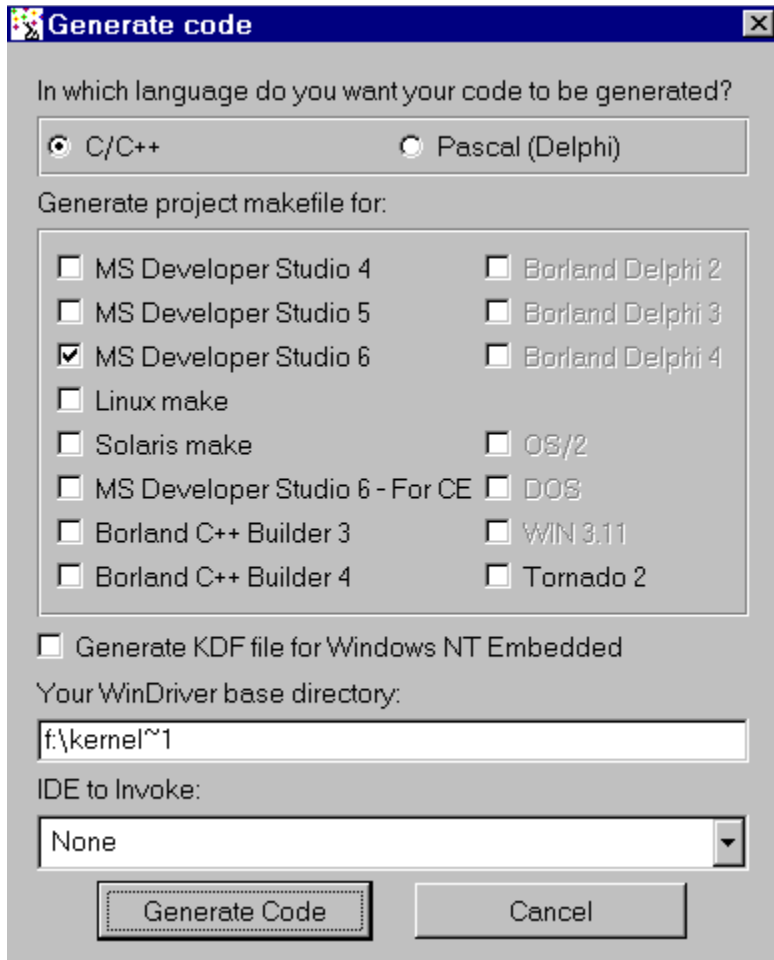 Generate code
In which language do you want your code to be generated?
C/C++ Pascal (Delphi)
Generate project makefile for:
MS Developer Studio 4 Borland Delphi 2
MS Developer Studio 5 Borland Delphi 3
MS Developer Studio 6 Borland Delphi 4
Linux make
Solaris make OS/2
MS Developer Studio 6 - For CE DOS
Borland C++ Builder 3 WIN 3.11
Borland C++ Builder 4 Tornado 2
Generate KDF file for Windows NT Embedded
Your WinDriver base directory:
f:\kernel~1
IDE to Invoke:
None
Generate Code Cancel